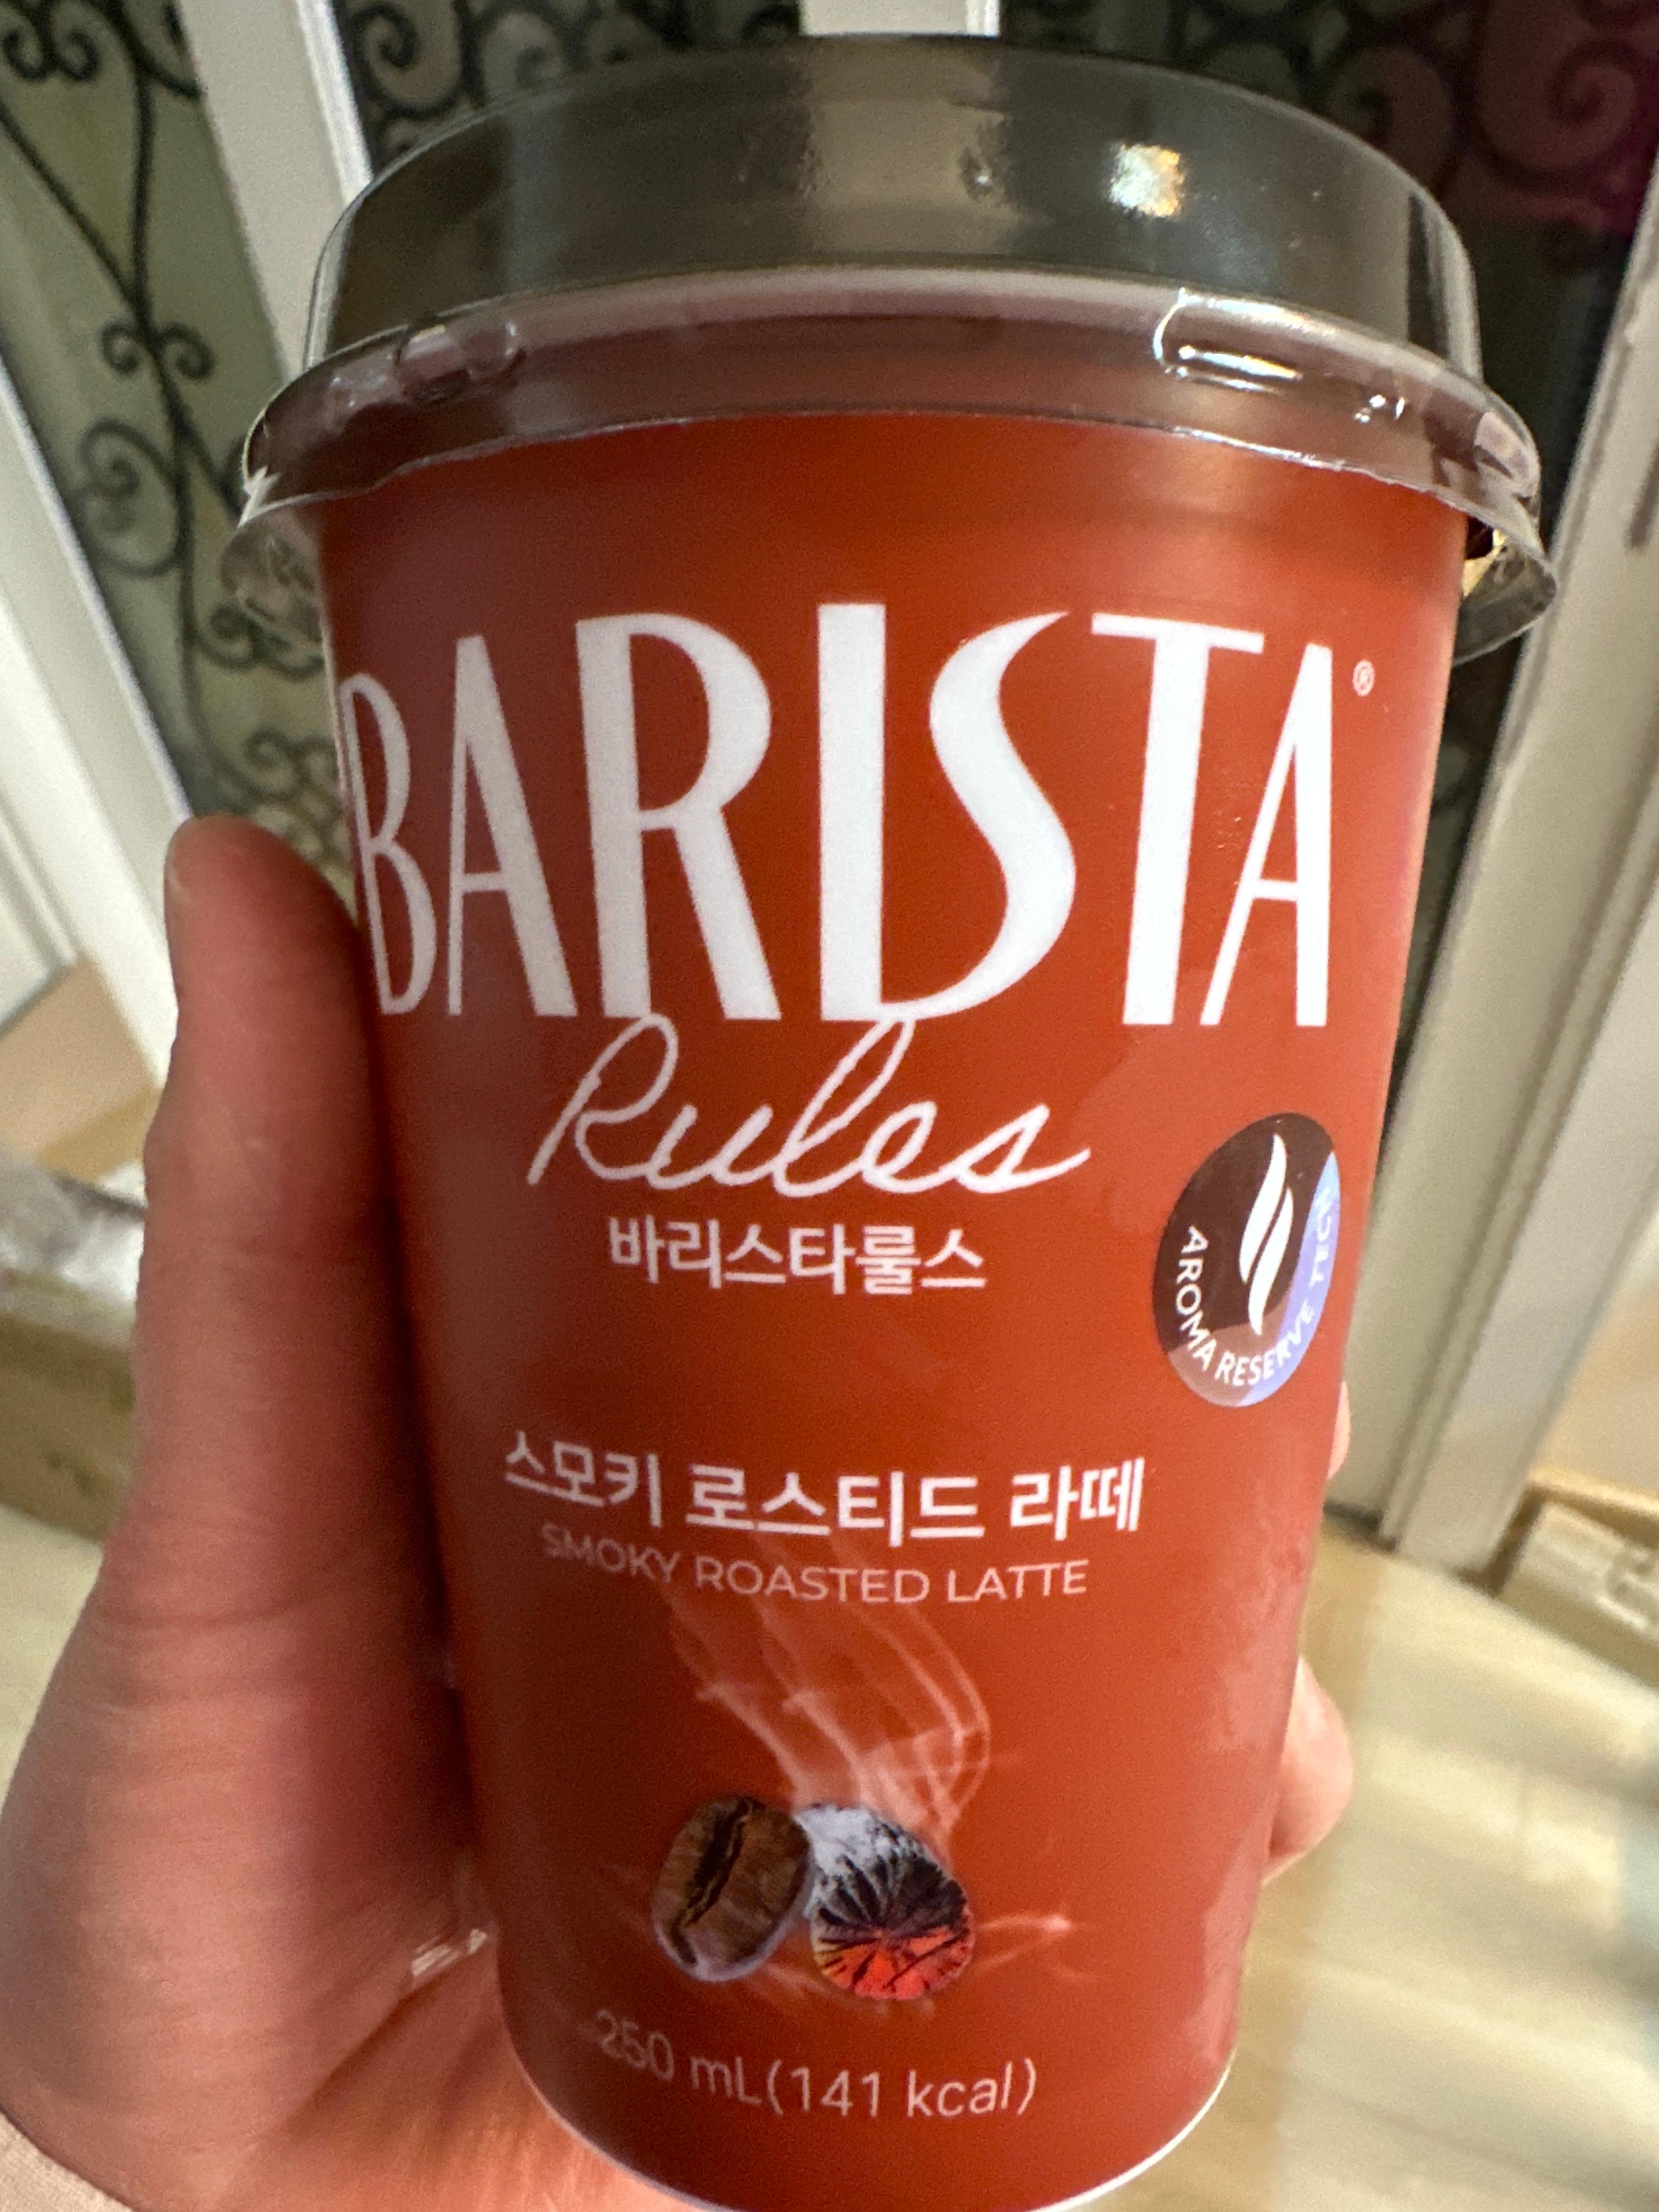 BARISTA®
Rules
바리스타룰스
AROMA RESERVE TECH
스모키 로스티드 라떼
SMOKY ROASTED LATTE
250 mL(141 kcal)